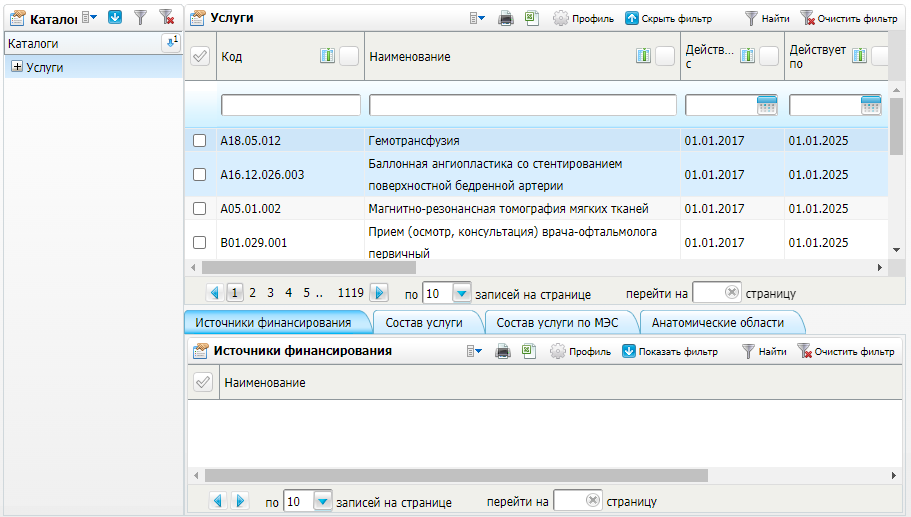 Каталог
Каталоги
1
Услуги
Услуги
Профиль
Скрыть фильтр
Найти
Очистить фильтр
Код
Наименование
Действ... с
Действует по
A18.05.012
Гемотрансфузия
01.01.2017
01.01.2025
A16.12.026.003
Баллонная ангиопластика со стентированием
поверхностной бедренной артерии
01.01.2017
01.01.2025
A05.01.002
Магнитно-резонансная томография мягких тканей
01.01.2017
01.01.2025
B01.029.001
Прием (осмотр, консультация) врача-офтальмолога
первичный
01.01.2017
01.01.2025
1 2 3 4 5 .. 1119 по 10 записей на странице перейти на страницу
Источники финансирования
Состав услуги
Состав услуги по МЭС
Анатомические области
Источники финансирования
Профиль
Показать фильтр
Найти
Очистить фильтр
Наименование
по 10 записей на странице перейти на страницу